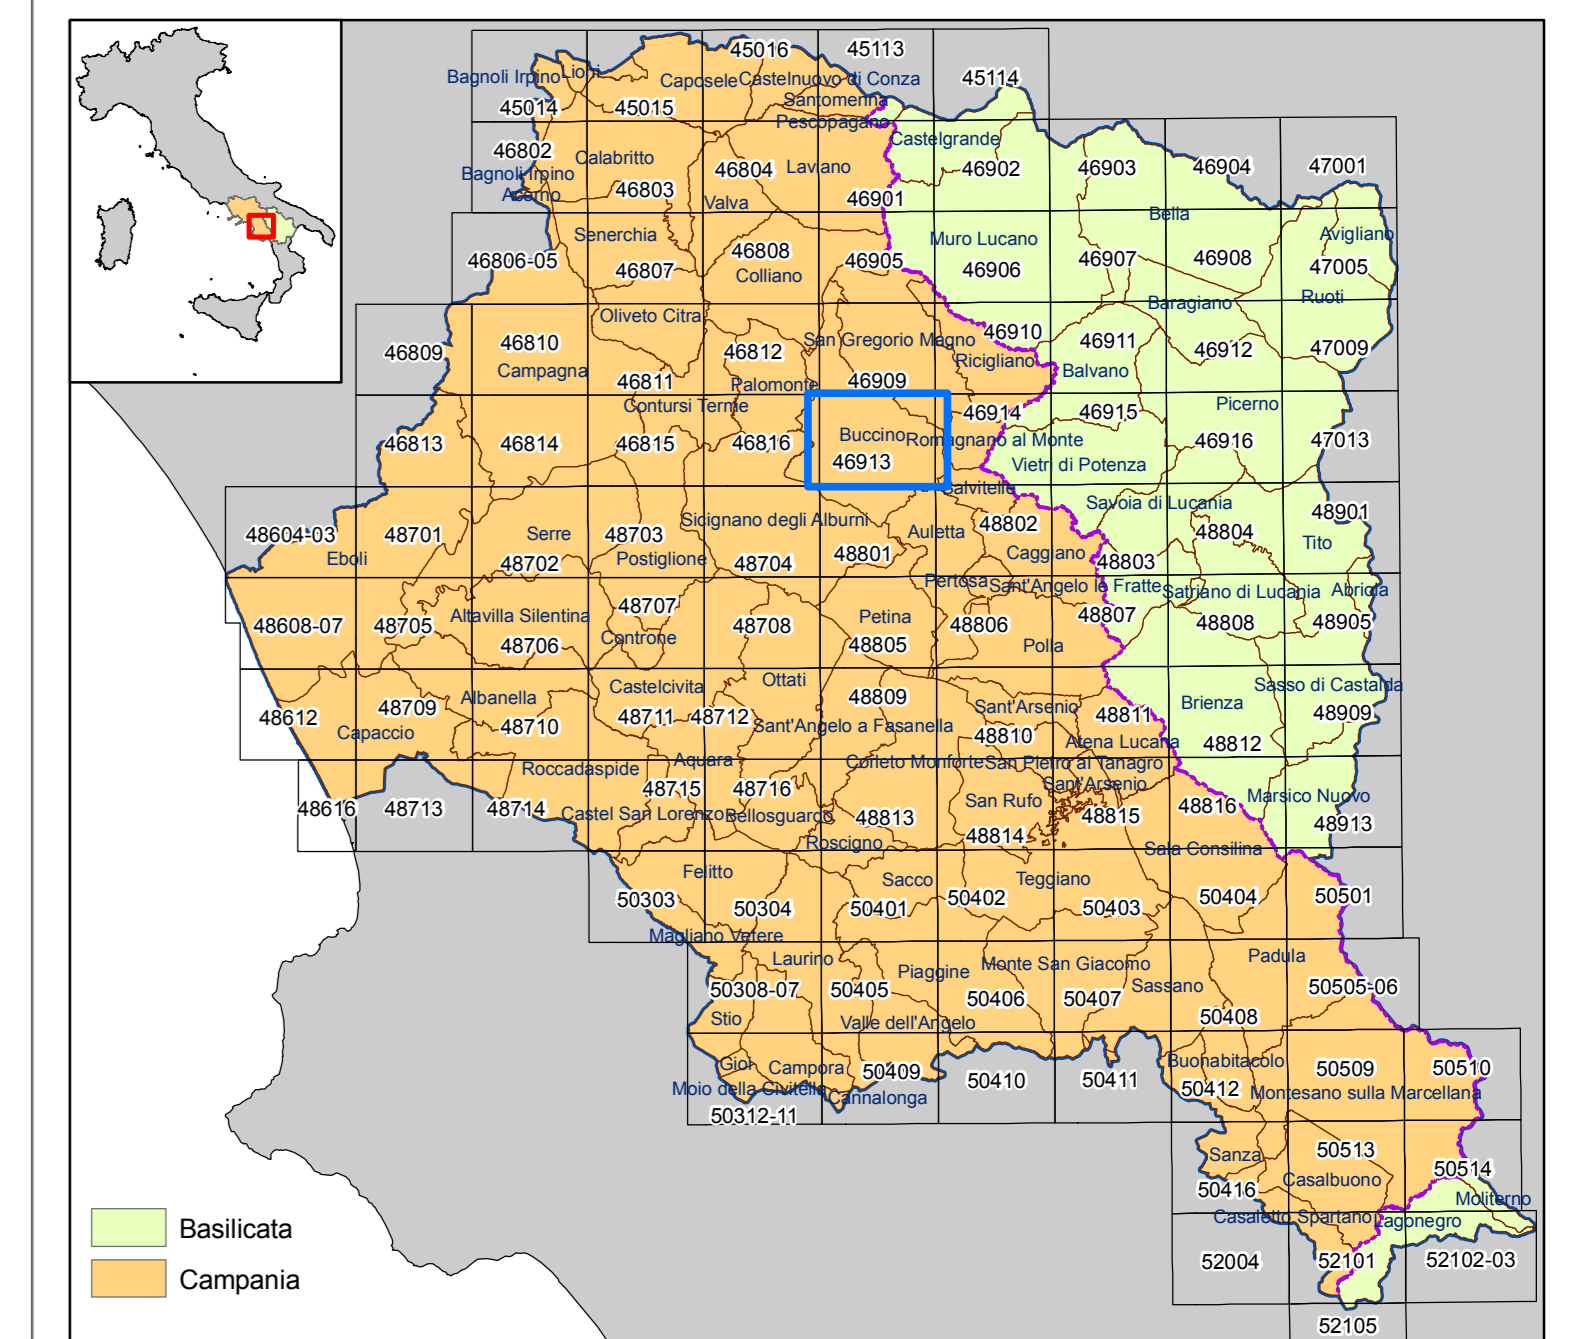 45016
45113
Bagnoli Irpino
Lioni
Caposele
Castelnuovo di Conza
45114
45014
45015
Santomenna
Pescopagano
Castelgrande
46802
Calabritto
46804
Laviano
46902
46903
46904
47001
Bagnoli Irpino
Acerno
46803
Valva
46901
Bella
Senerchia
Muro Lucano
Avigliano
46806-05
46807
46808
Colliano
46905
46906
46907
46908
47005
Oliveto Citra
Baragiano
Ruoti
46809
46810
46812
San Gregorio Magno
46910
46911
46912
47009
Campagna
46811
Palomonte
46909
Ricigliano
Balvano
Contursi Terme
46914
46915
Picerno
46813
46814
46815
46816
Buccino
Romagnano al Monte
46916
47013
46913
Vietri di Potenza
Salvitelle
Savoia di Lucania
48604-03
48701
Serre
48703
Sicignano degli Alburni
Auletta
48802
48804
48901
Eboli
48702
Postiglione
48704
48801
Caggiano
48803
Tito
Pertosa
Sant'Angelo le Fratte
Satriano di Lucania
Abriola
48608-07
48705
Altavilla Silentina
48707
48708
Petina
48806
48807
48808
48905
48706
Controne
48805
Polla
Albanella
Castelcivita
Ottati
48809
Sant'Arsenio
Brienza
Sasso di Castalda
48612
48709
48710
48711
48712
Sant'Angelo a Fasanella
48810
48811
48909
Capaccio
Atena Lucana
48812
Roccadaspide
Aquara
Corleto Monforte
San Pietro al Tanagro
48616
48713
48714
48715
48716
San Rufo
Sant'Arsenio
48816
Marsico Nuovo
Castel San Lorenzo
Bellosguardo
48813
48815
48913
Roscigno
48814
Sala Consilina
Felitto
Sacco
Teggiano
50303
50304
50401
50402
50403
50404
50501
Magliano Vetere
Laurino
Piaggine
Monte San Giacomo
Padula
50308-07
50405
50406
50407
Sassano
50505-06
Stio
Valle dell'Angelo
50408
Gioi
Campora
50409
50410
50411
Buonabitacolo
50509
50510
Moio della Civitella
Cannalonga
50412
Montesano sulla Marcellana
50312-11
Sanza
50513
50514
50416
Casalbuono
Moliterno
Casaletto Spartano
Lagonegro
52004
52101
52102-03
52105
Basilicata
Campania